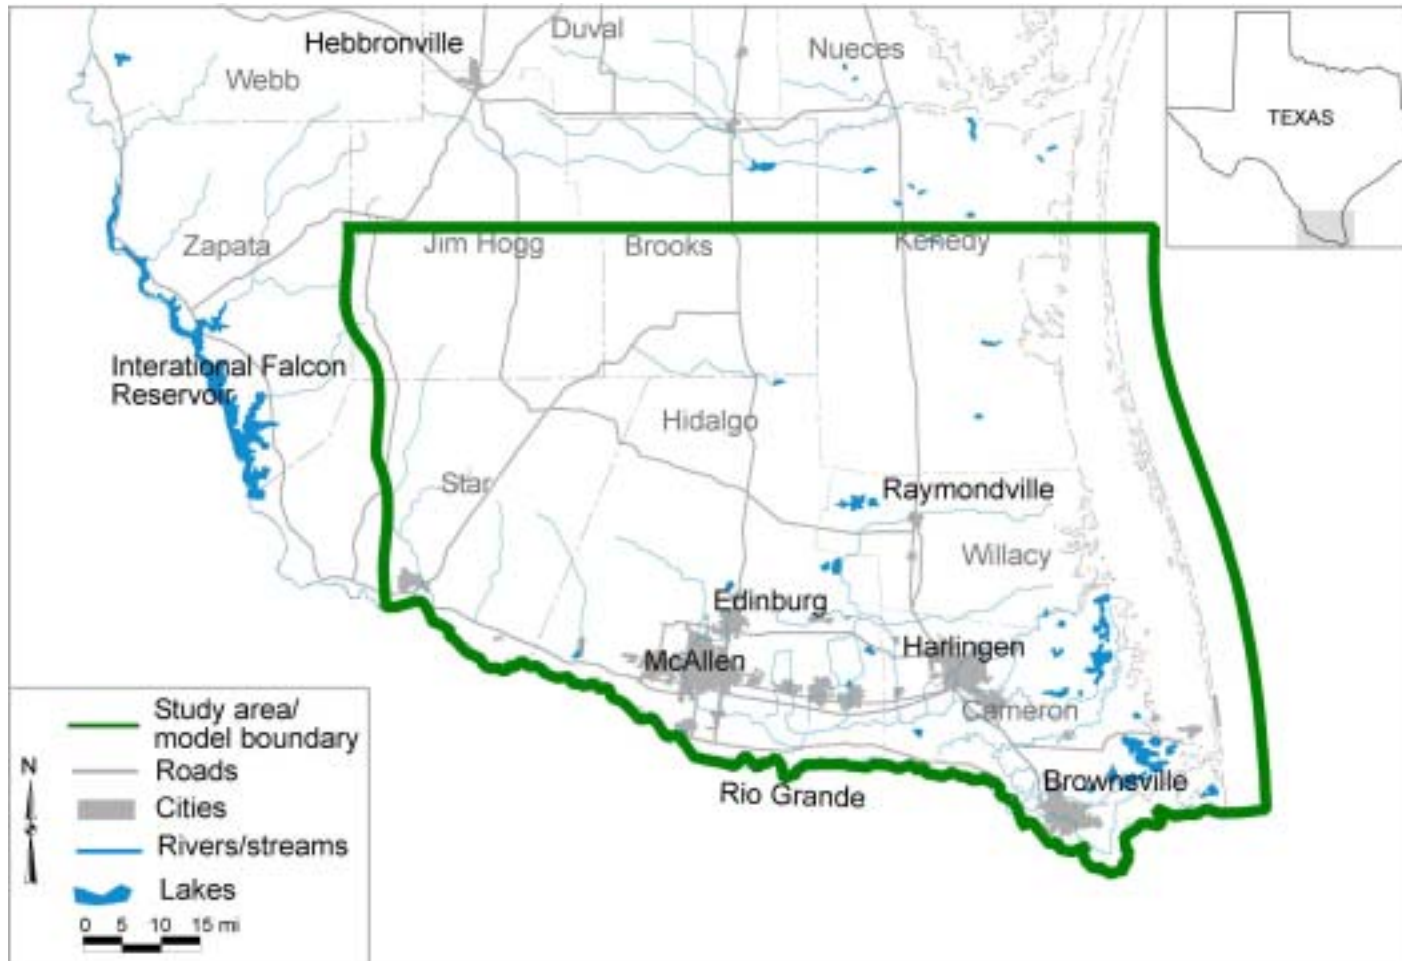 Duval
Hebbronville
Nueces
Webb
TEXAS
Zapata
Jim Hogg
Brooks
Kenedy
Interational Falcon
Reservoir
Hidalgo
Star
Raymondville
Willacy
Edinburg
Harlingen
McAllen
Cameron
Brownsville
Rio Grande
Study area/
model boundary
N
Roads
Cities
Rivers/streams
Lakes
0 5 10 15 mi